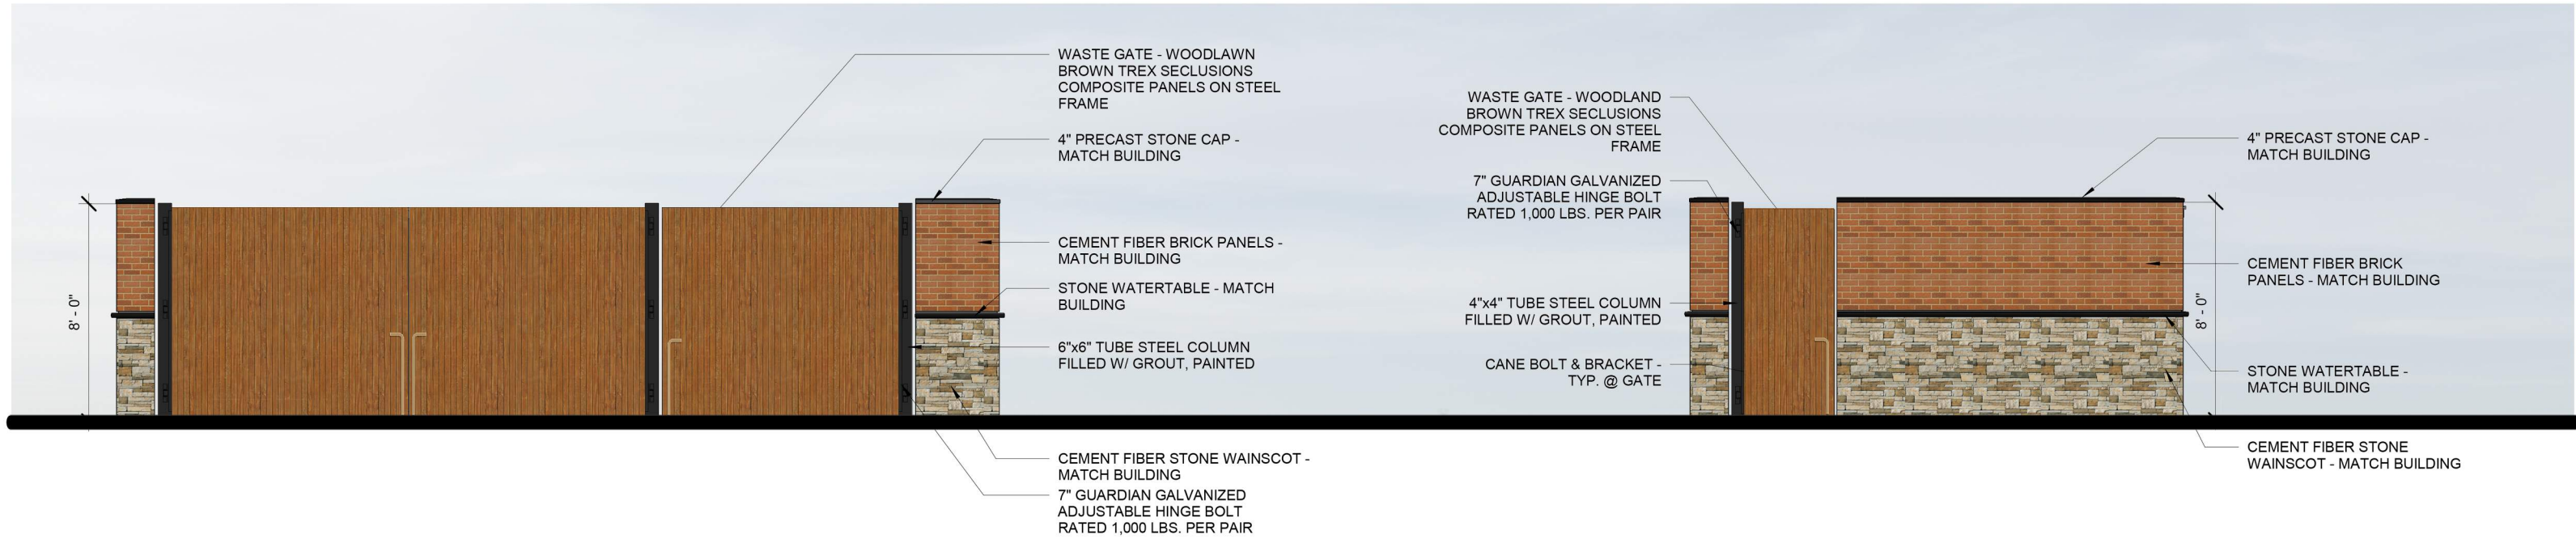 WASTE GATE - WOODLAWN
BROWN TREX SECLUSIONS
COMPOSITE PANELS ON STEEL
FRAME
4" PRECAST STONE CAP -
MATCH BUILDING
CEMENT FIBER BRICK PANELS -
MATCH BUILDING
STONE WATERTABLE - MATCH
BUILDING
6"x6" TUBE STEEL COLUMN
FILLED W/ GROUT, PAINTED
CEMENT FIBER STONE WAINSCOT -
MATCH BUILDING
7" GUARDIAN GALVANIZED
ADJUSTABLE HINGE BOLT
RATED 1,000 LBS. PER PAIR
8' - 0"
WASTE GATE - WOODLAND
BROWN TREX SECLUSIONS
COMPOSITE PANELS ON STEEL
FRAME
7" GUARDIAN GALVANIZED
ADJUSTABLE HINGE BOLT
RATED 1,000 LBS. PER PAIR
4"x4" TUBE STEEL COLUMN
FILLED W/ GROUT, PAINTED
CANE BOLT & BRACKET -
TYP. @ GATE
4" PRECAST STONE CAP -
MATCH BUILDING
CEMENT FIBER BRICK
PANELS - MATCH BUILDING
8' - 0"
STONE WATERTABLE -
MATCH BUILDING
CEMENT FIBER STONE
WAINSCOT - MATCH BUILDING